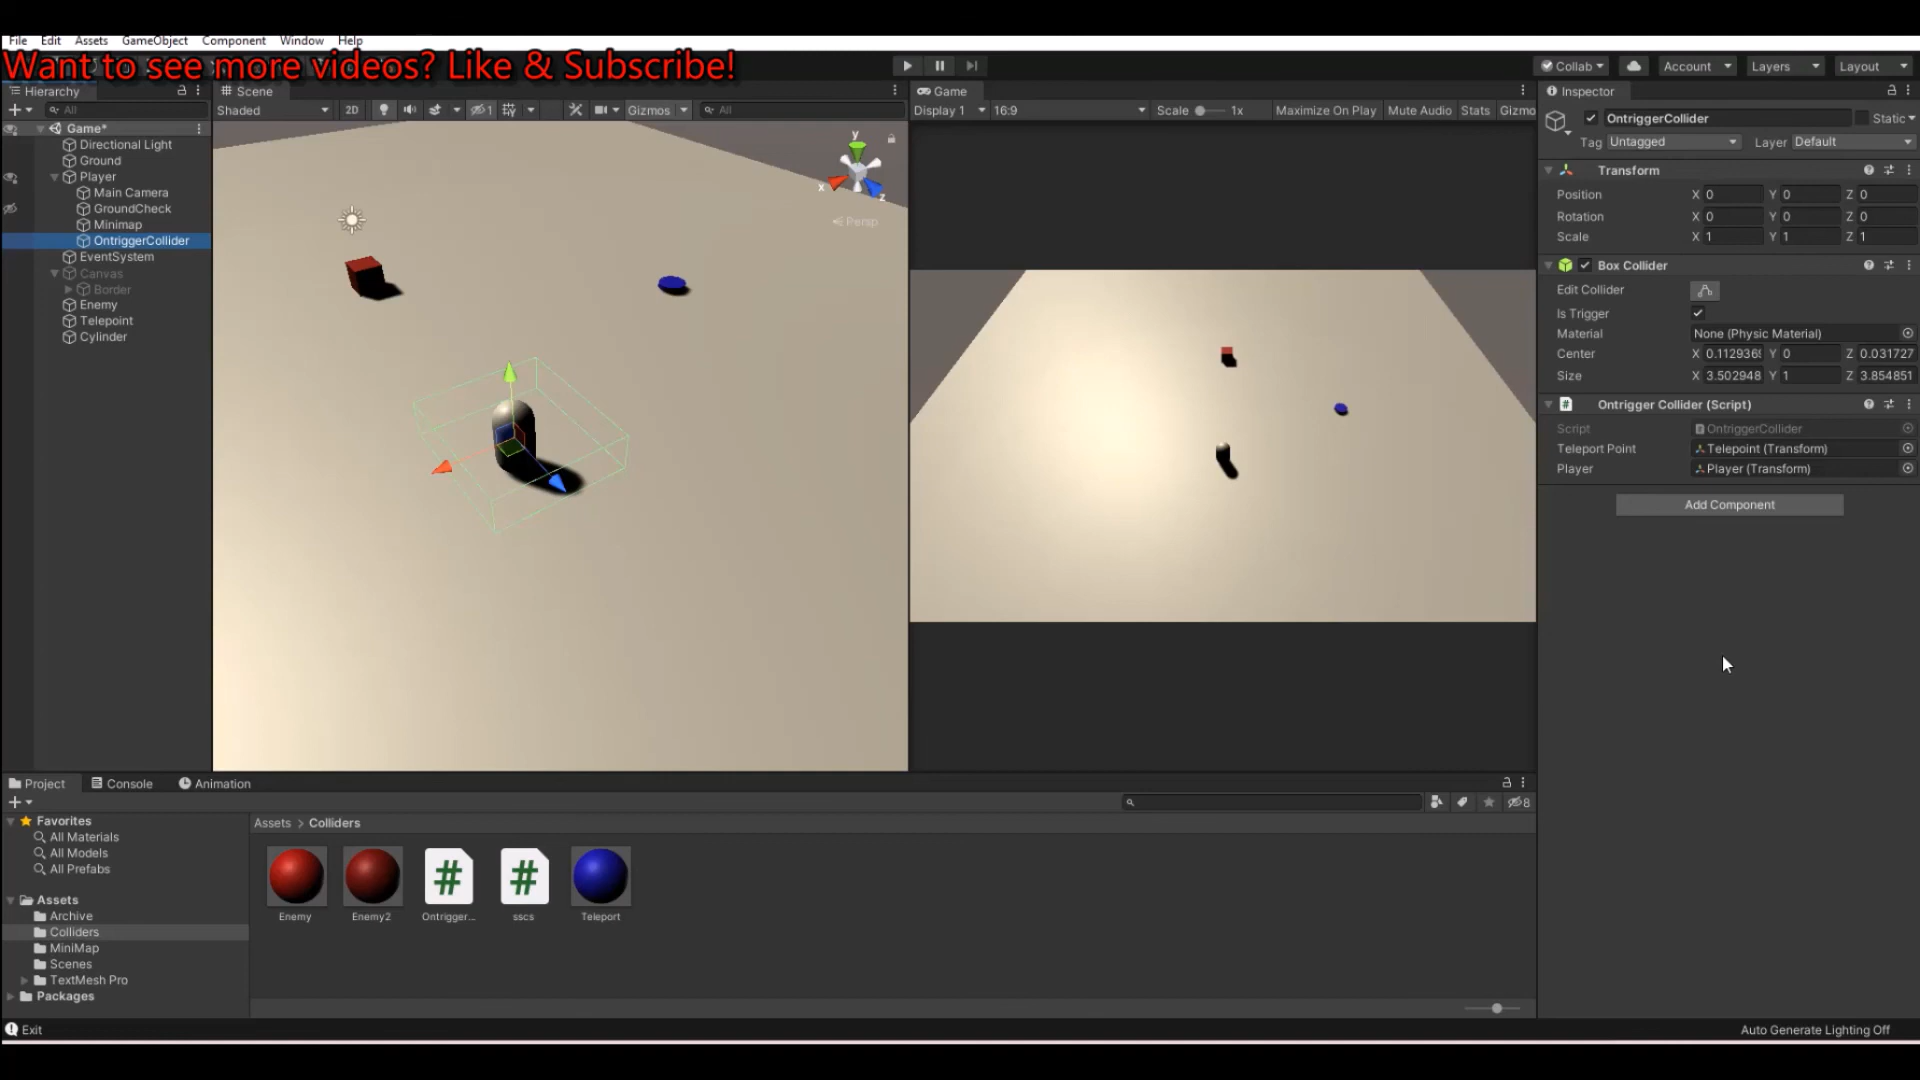 File Edit Assets GameObject Component Window Help
Want to see more videos? Like & Subscribe!
Collab Account Layers Layout
Hierarchy
All
Game*
Directional Light
Ground
Player
Main Camera
GroundCheck
Minimap
OntriggerCollider
EventSystem
Canvas
Border
Enemy
Telepoint
Cylinder
Scene
Shaded 2D 1 Gizmos All
y
x
z
Persp
Game
Display 1 16:9 Scale 1x Maximize On Play Mute Audio Stats Gizmo
Inspector
OntriggerCollider Static
Tag Untagged Layer Default
Transform
Position X 0 Y 0 Z 0
Rotation X 0 Y 0 Z 0
Scale X 1 Y 1 Z 1
Box Collider
Edit Collider
Is Trigger
Material None (Physic Material)
Center X 0.112936 Y 0 Z 0.031727
Size X 3.502948 Y 1 Z 3.854851
# Ontrigger Collider (Script)
Script OntriggerCollider
Teleport Point Telepoint (Transform)
Player Player (Transform)
Add Component
Project Console Animation
8
Favorites
All Materials
All Models
All Prefabs
Assets
Archive
Colliders
MiniMap
Scenes
TextMesh Pro
Packages
Assets > Colliders
# #
Enemy Enemy2 Ontrigger... sscs Teleport
Exit
Auto Generate Lighting Off